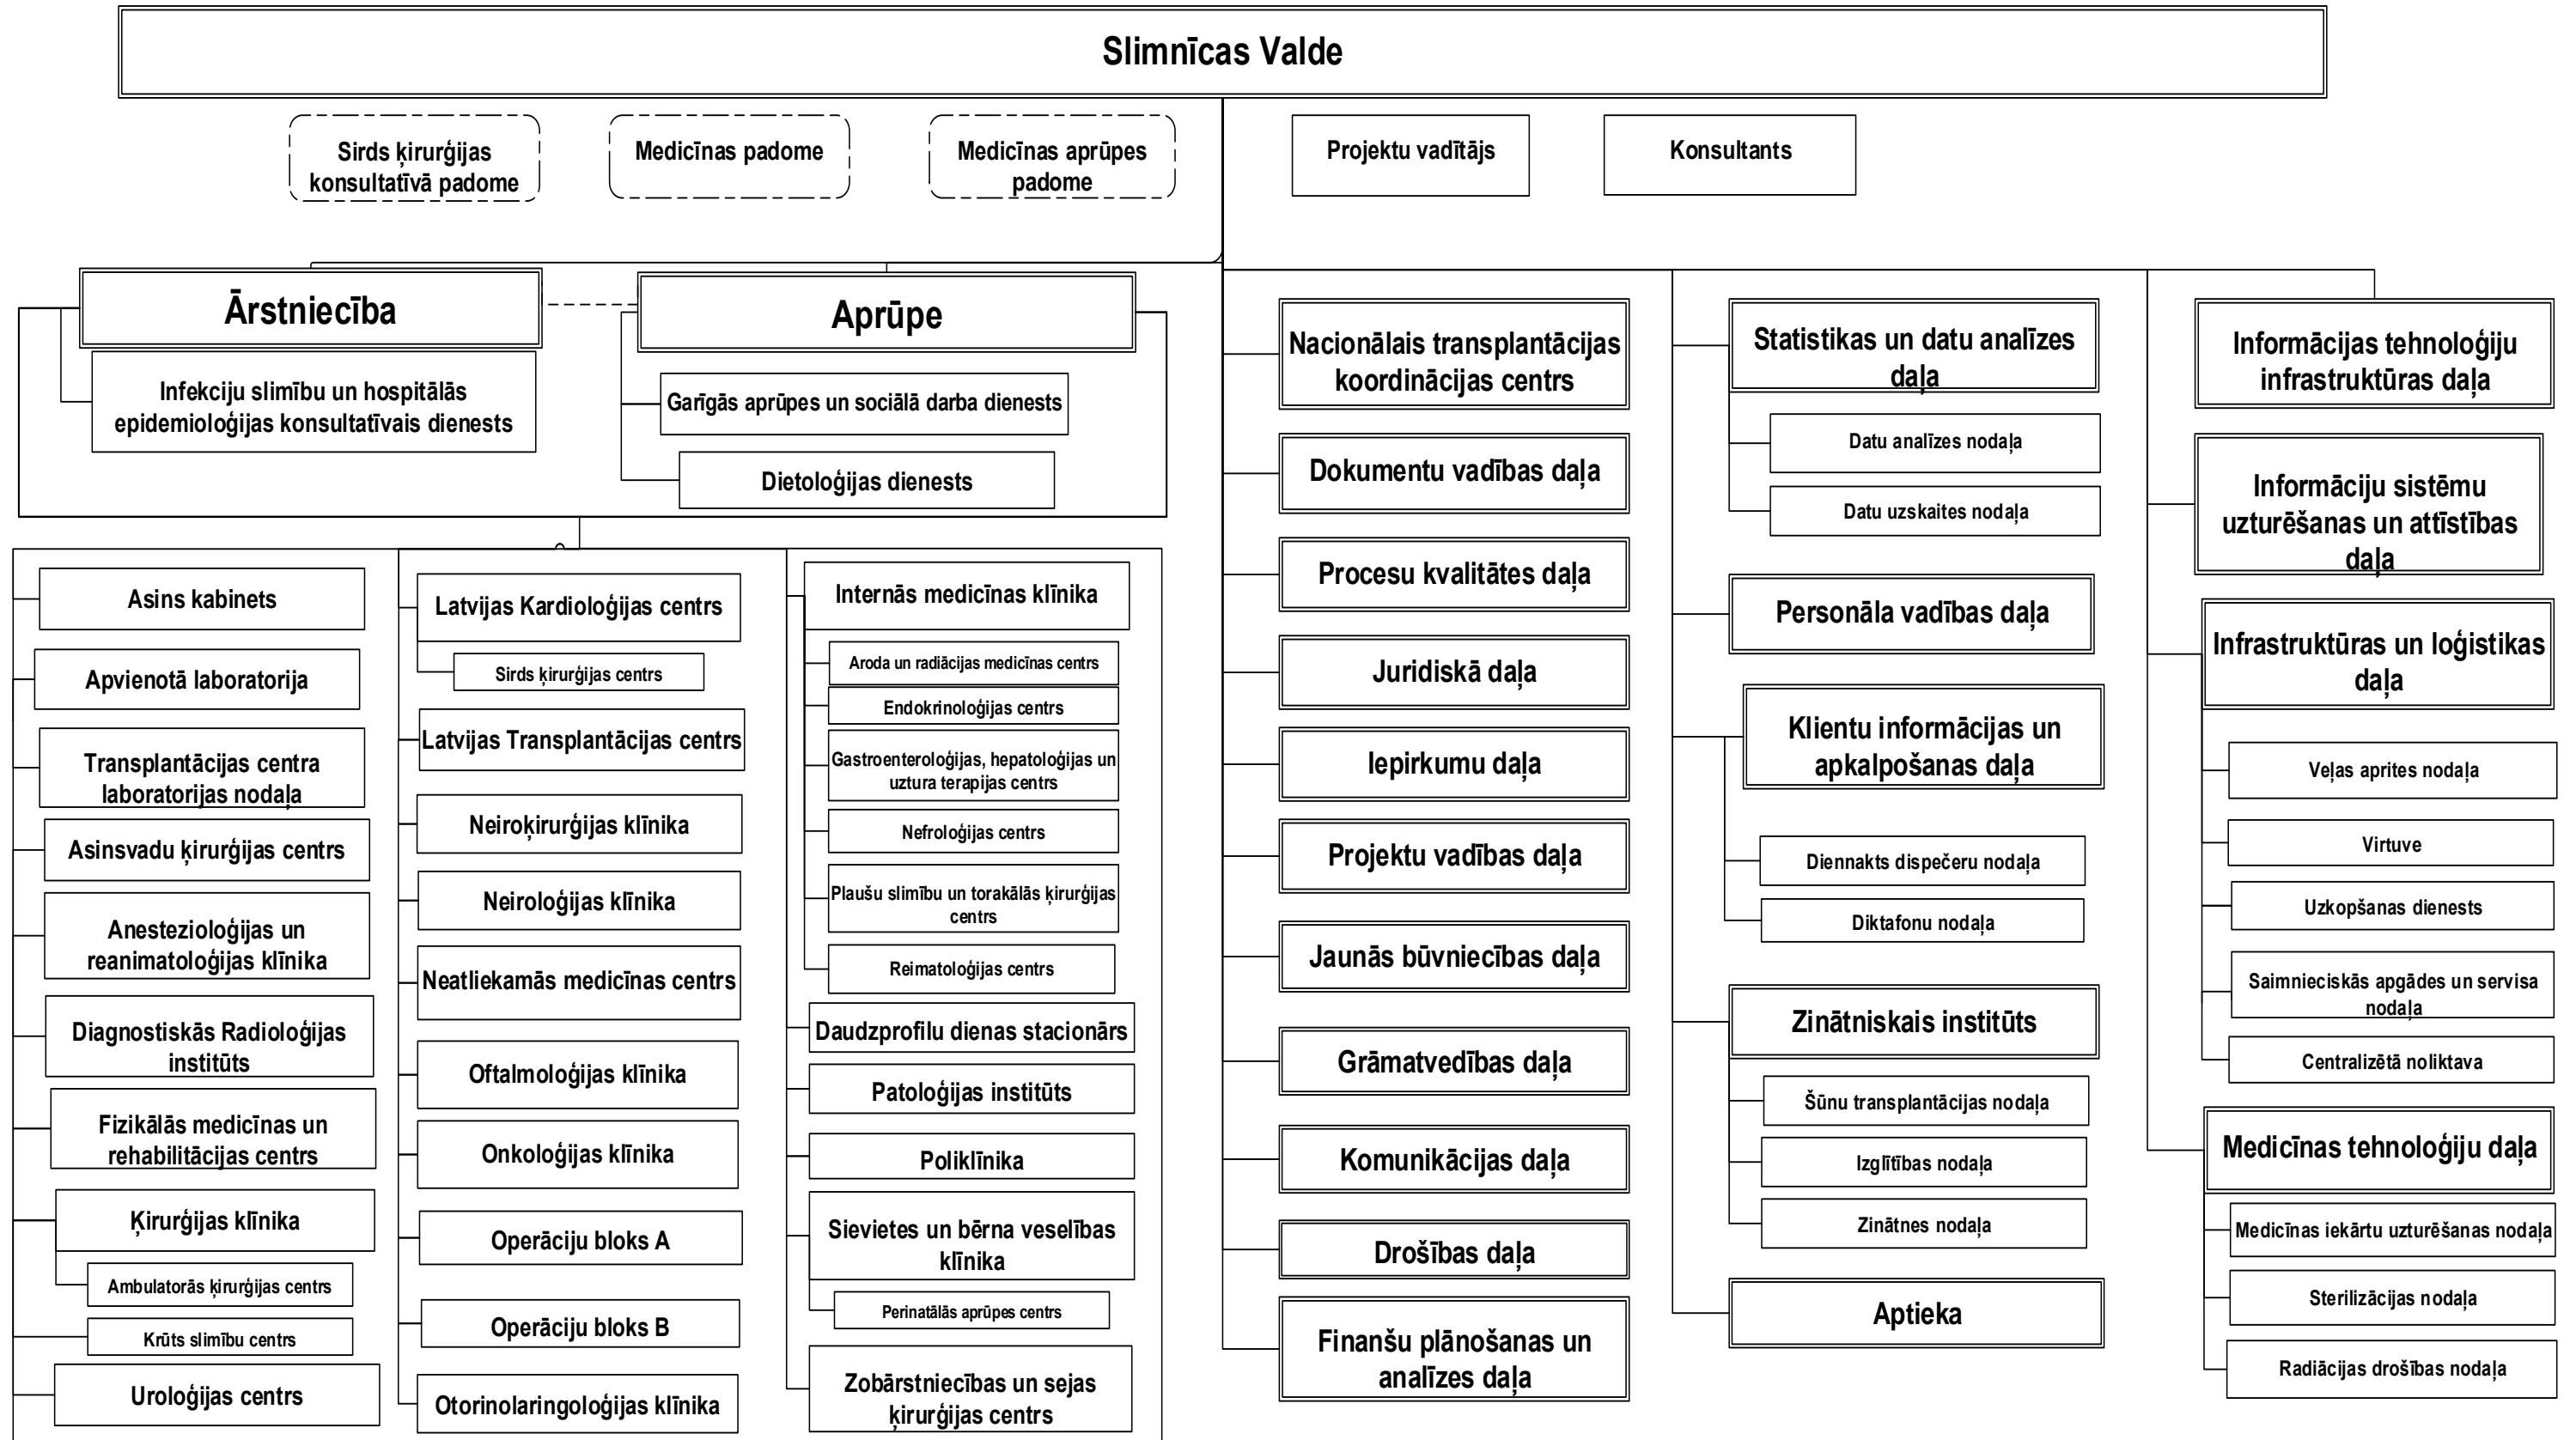 Slimnīcas Valde
Sirds ķirurģijas
konsultatīvā padome
Medicīnas padome
Medicīnas aprūpes
padome
Projektu vadītājs
Konsultants
Ārstniecība
Infekciju slimību un hospitālās
epidemioloģijas konsultatīvais dienests
Aprūpe
Garīgās aprūpes un sociālā darba dienests
Dietoloģijas dienests
Asins kabinets
Apvienotā laboratorija
Transplantācijas centra
laboratorijas nodaļa
Asinsvadu ķirurģijas centrs
Anestezioloģijas un
reanimatoloģijas klīnika
Diagnostiskās Radioloģijas
institūts
Fizikālās medicīnas un
rehabilitācijas centrs
Ķirurģijas klīnika
Ambulatorās ķirurģijas centrs
Krūts slimību centrs
Uroloģijas centrs
Latvijas Kardioloģijas centrs
Sirds ķirurģijas centrs
Latvijas Transplantācijas centrs
Neiroķirurģijas klīnika
Neiroloģijas klīnika
Neatliekamās medicīnas centrs
Oftalmoloģijas klīnika
Onkoloģijas klīnika
Operāciju bloks A
Operāciju bloks B
Otorinolaringoloģijas klīnika
Internās medicīnas klīnika
Aroda un radiācijas medicīnas centrs
Endokrinoloģijas centrs
Gastroenteroloģijas, hepatoloģijas un
uztura terapijas centrs
Nefroloģijas centrs
Plaušu slimību un torakālās ķirurģijas
centrs
Reimatoloģijas centrs
Daudzprofilu dienas stacionārs
Patoloģijas institūts
Poliklīnika
Sievietes un bērna veselības
klīnika
Perinatālās aprūpes centrs
Zobārstniecības un sejas
ķirurģijas centrs
Nacionālais transplantācijas
koordinācijas centrs
Dokumentu vadības daļa
Procesu kvalitātes daļa
Juridiskā daļa
Iepirkumu daļa
Projektu vadības daļa
Jaunās būvniecības daļa
Grāmatvedības daļa
Komunikācijas daļa
Drošības daļa
Finanšu plānošanas un
analīzes daļa
Statistikas un datu analīzes
daļa
Datu analīzes nodaļa
Datu uzskaites nodaļa
Personāla vadības daļa
Klientu informācijas un
apkalpošanas daļa
Diennakts dispečeru nodaļa
Diktafonu nodaļa
Zinātniskais institūts
Šūnu transplantācijas nodaļa
Izglītības nodaļa
Zinātnes nodaļa
Aptieka
Informācijas tehnoloģiju
infrastruktūras daļa
Informāciju sistēmu
uzturēšanas un attīstības
daļa
Infrastruktūras un loģistikas
daļa
Veļas aprites nodaļa
Virtuve
Uzkopšanas dienests
Saimnieciskās apgādes un servisa
nodaļa
Centralizētā noliktava
Medicīnas tehnoloģiju daļa
Medicīnas iekārtu uzturēšanas nodaļa
Sterilizācijas nodaļa
Radiācijas drošības nodaļa